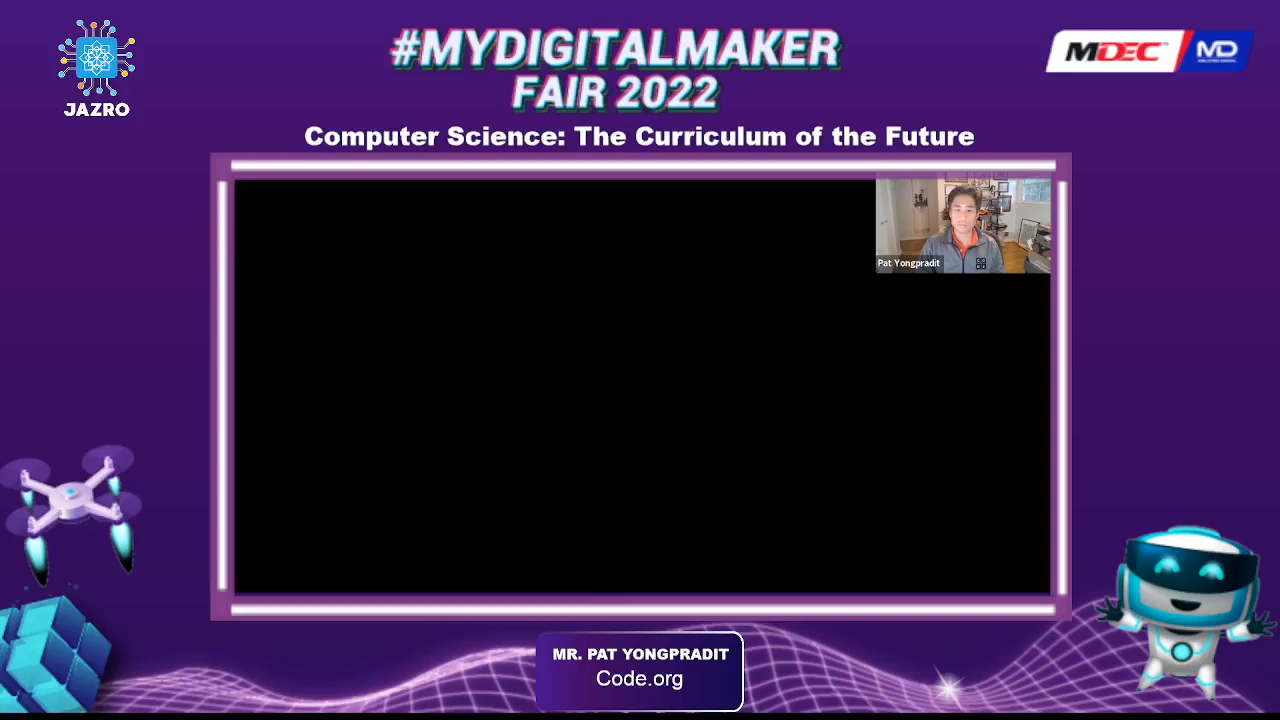 JAZRO
#MYDIGITALMAKER
FAIR 2022
MDEC
MD
Computer Science: The Curriculum of the Future
Pat Yongpradit
MR. PAT YONGPRADIT
Code.org